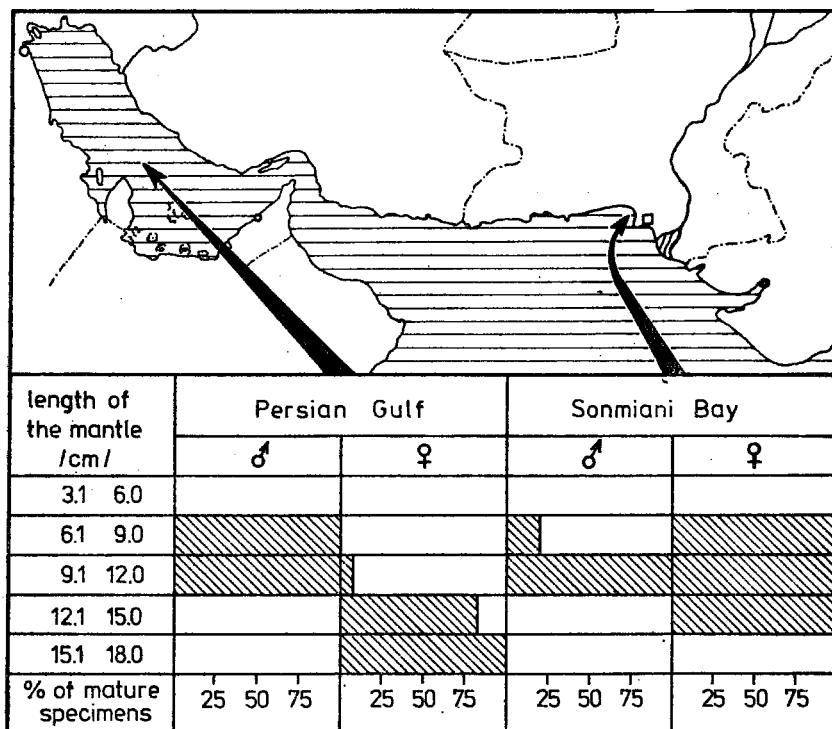 length of
the mantle
/cm/
Persian Gulf
Sonmiani Bay
♂ ♀ ♂ ♀
3.1 6.0
6.1 9.0
9.1 12.0
12.1 15.0
15.1 18.0
% of mature
specimens
25 50 75 25 50 75 25 50 75 25 50 75